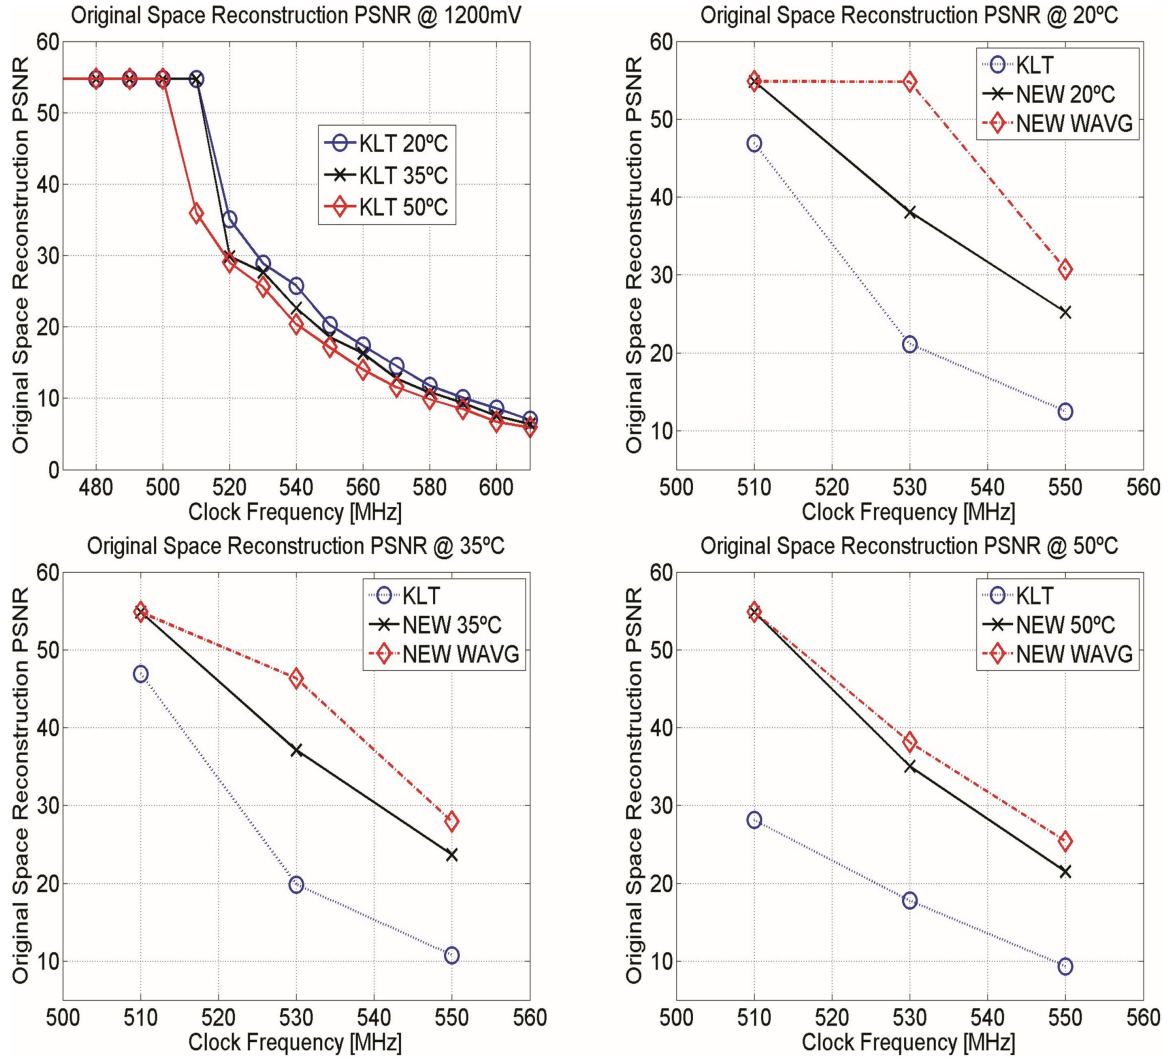 Original Space Reconstruction PSNR @ 1200mV
Original Space Reconstruction PSNR
60
50
40
30
20
10
0
KLT 20ºC
KLT 35ºC
KLT 50ºC
480 500 520 540 560 580 600
Clock Frequency [MHz]
Original Space Reconstruction PSNR @ 20ºC
Original Space Reconstruction PSNR
60
50
40
30
20
10
KLT
NEW 20ºC
NEW WAVG
500 510 520 530 540 550 560
Clock Frequency [MHz]
Original Space Reconstruction PSNR @ 35ºC
Original Space Reconstruction PSNR
60
50
40
30
20
10
KLT
NEW 35ºC
NEW WAVG
500 510 520 530 540 550 560
Clock Frequency [MHz]
Original Space Reconstruction PSNR @ 50ºC
Original Space Reconstruction PSNR
60
50
40
30
20
10
KLT
NEW 50ºC
NEW WAVG
500 510 520 530 540 550 560
Clock Frequency [MHz]